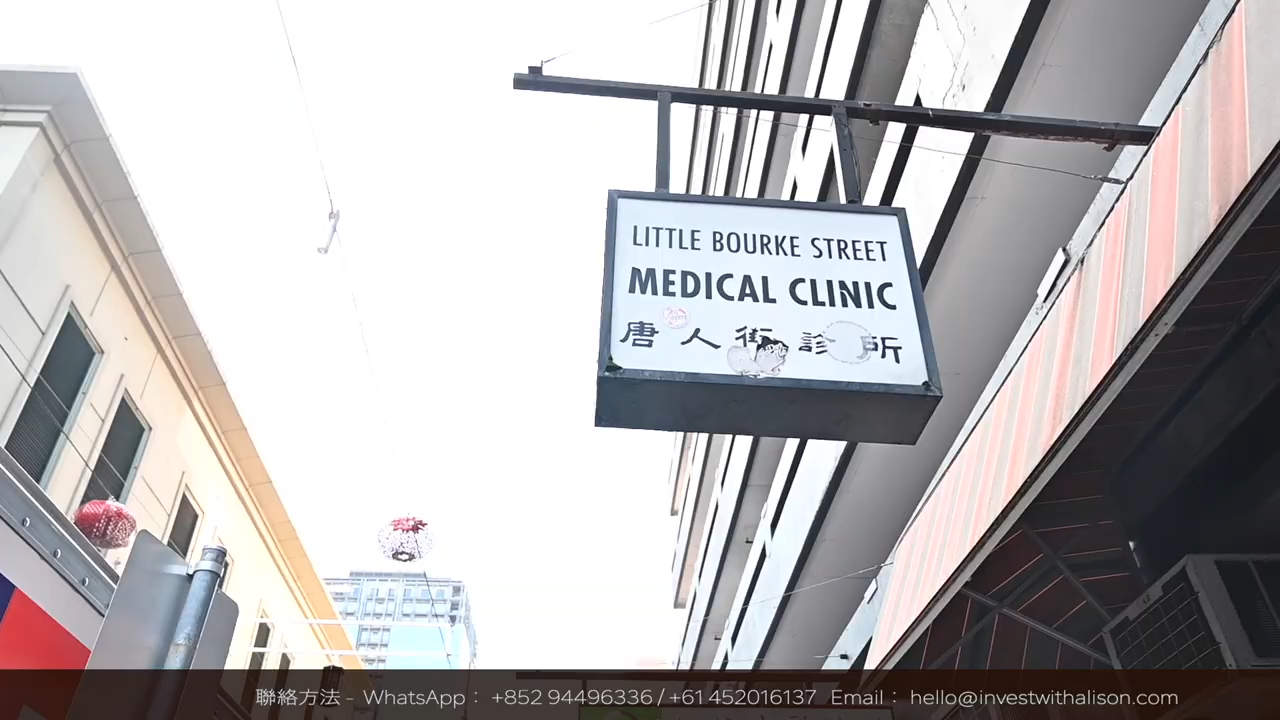 LITTLE BOURKE STREET
MEDICAL CLINIC
唐人街診所
聯絡方法 - WhatsApp： +852 94496336 / +61 452016137 Email： hello@investwithalison.com